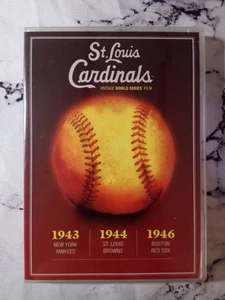 St. Louis
Cardinals
VINTAGE WORLD SERIES FILM
1943 1944 1946
NEW YORK ST. LOUIS BOSTON
YANKEES BROWNS RED SOX